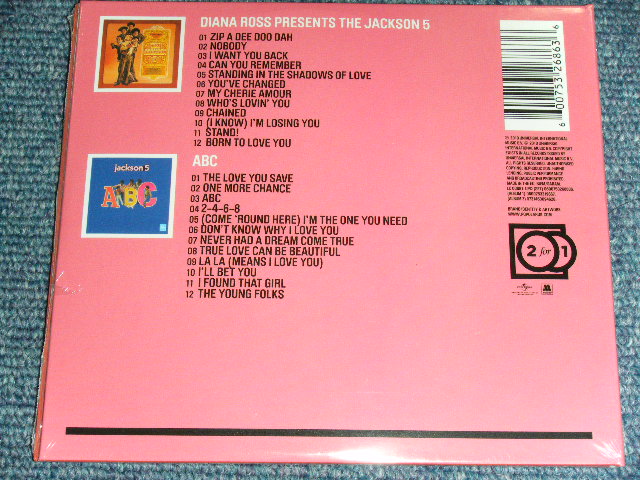 DIANA ROSS PRESENTS THE JACKSON 5
01 ZIP A DEE DOO DAH
02 NOBODY
03 I WANT YOU BACK
04 CAN YOU REMEMBER
05 STANDING IN THE SHADOWS OF LOVE
06 YOU'VE CHANGED
07 MY CHERIE AMOUR
08 WHO'S LOVIN' YOU
09 CHAINED
10 (I KNOW) I'M LOSING YOU
11 STAND!
12 BORN TO LOVE YOU
jackson 5
ABC
ABC
01 THE LOVE YOU SAVE
02 ONE MORE CHANCE
03 ABC
04 2-4-6-8
05 (COME 'ROUND HERE) I'M THE ONE YOU NEED
06 DON'T KNOW WHY I LOVE YOU
07 NEVER HAD A DREAM COME TRUE
08 TRUE LOVE CAN BE BEAUTIFUL
09 LA LA (MEANS I LOVE YOU)
10 I'LL BET YOU
11 I FOUND THAT GIRL
12 THE YOUNG FOLKS
6 00753 26863 6
2 for 1